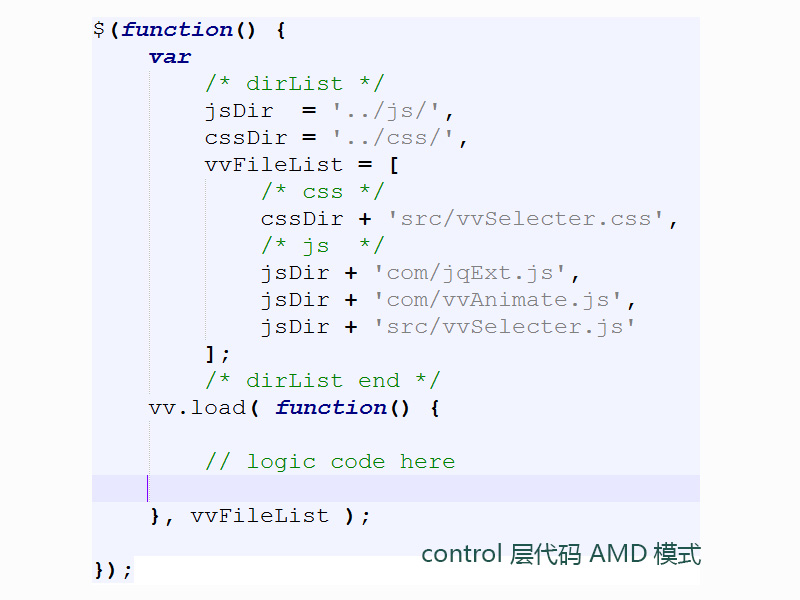 $(function() {
    var
        /* dirList */
        jsDir  = '../js/',
        cssDir = '../css/',
        vvFileList = [
            /* css */
            cssDir + 'src/vvSelecter.css',
            /* js  */
            jsDir + 'com/jqExt.js',
            jsDir + 'com/vvAnimate.js',
            jsDir + 'src/vvSelecter.js'
        ];
        /* dirList end */
    vv.load( function() {
        // logic code here
    }, vvFileList );
control 层代码 AMD 模式
});